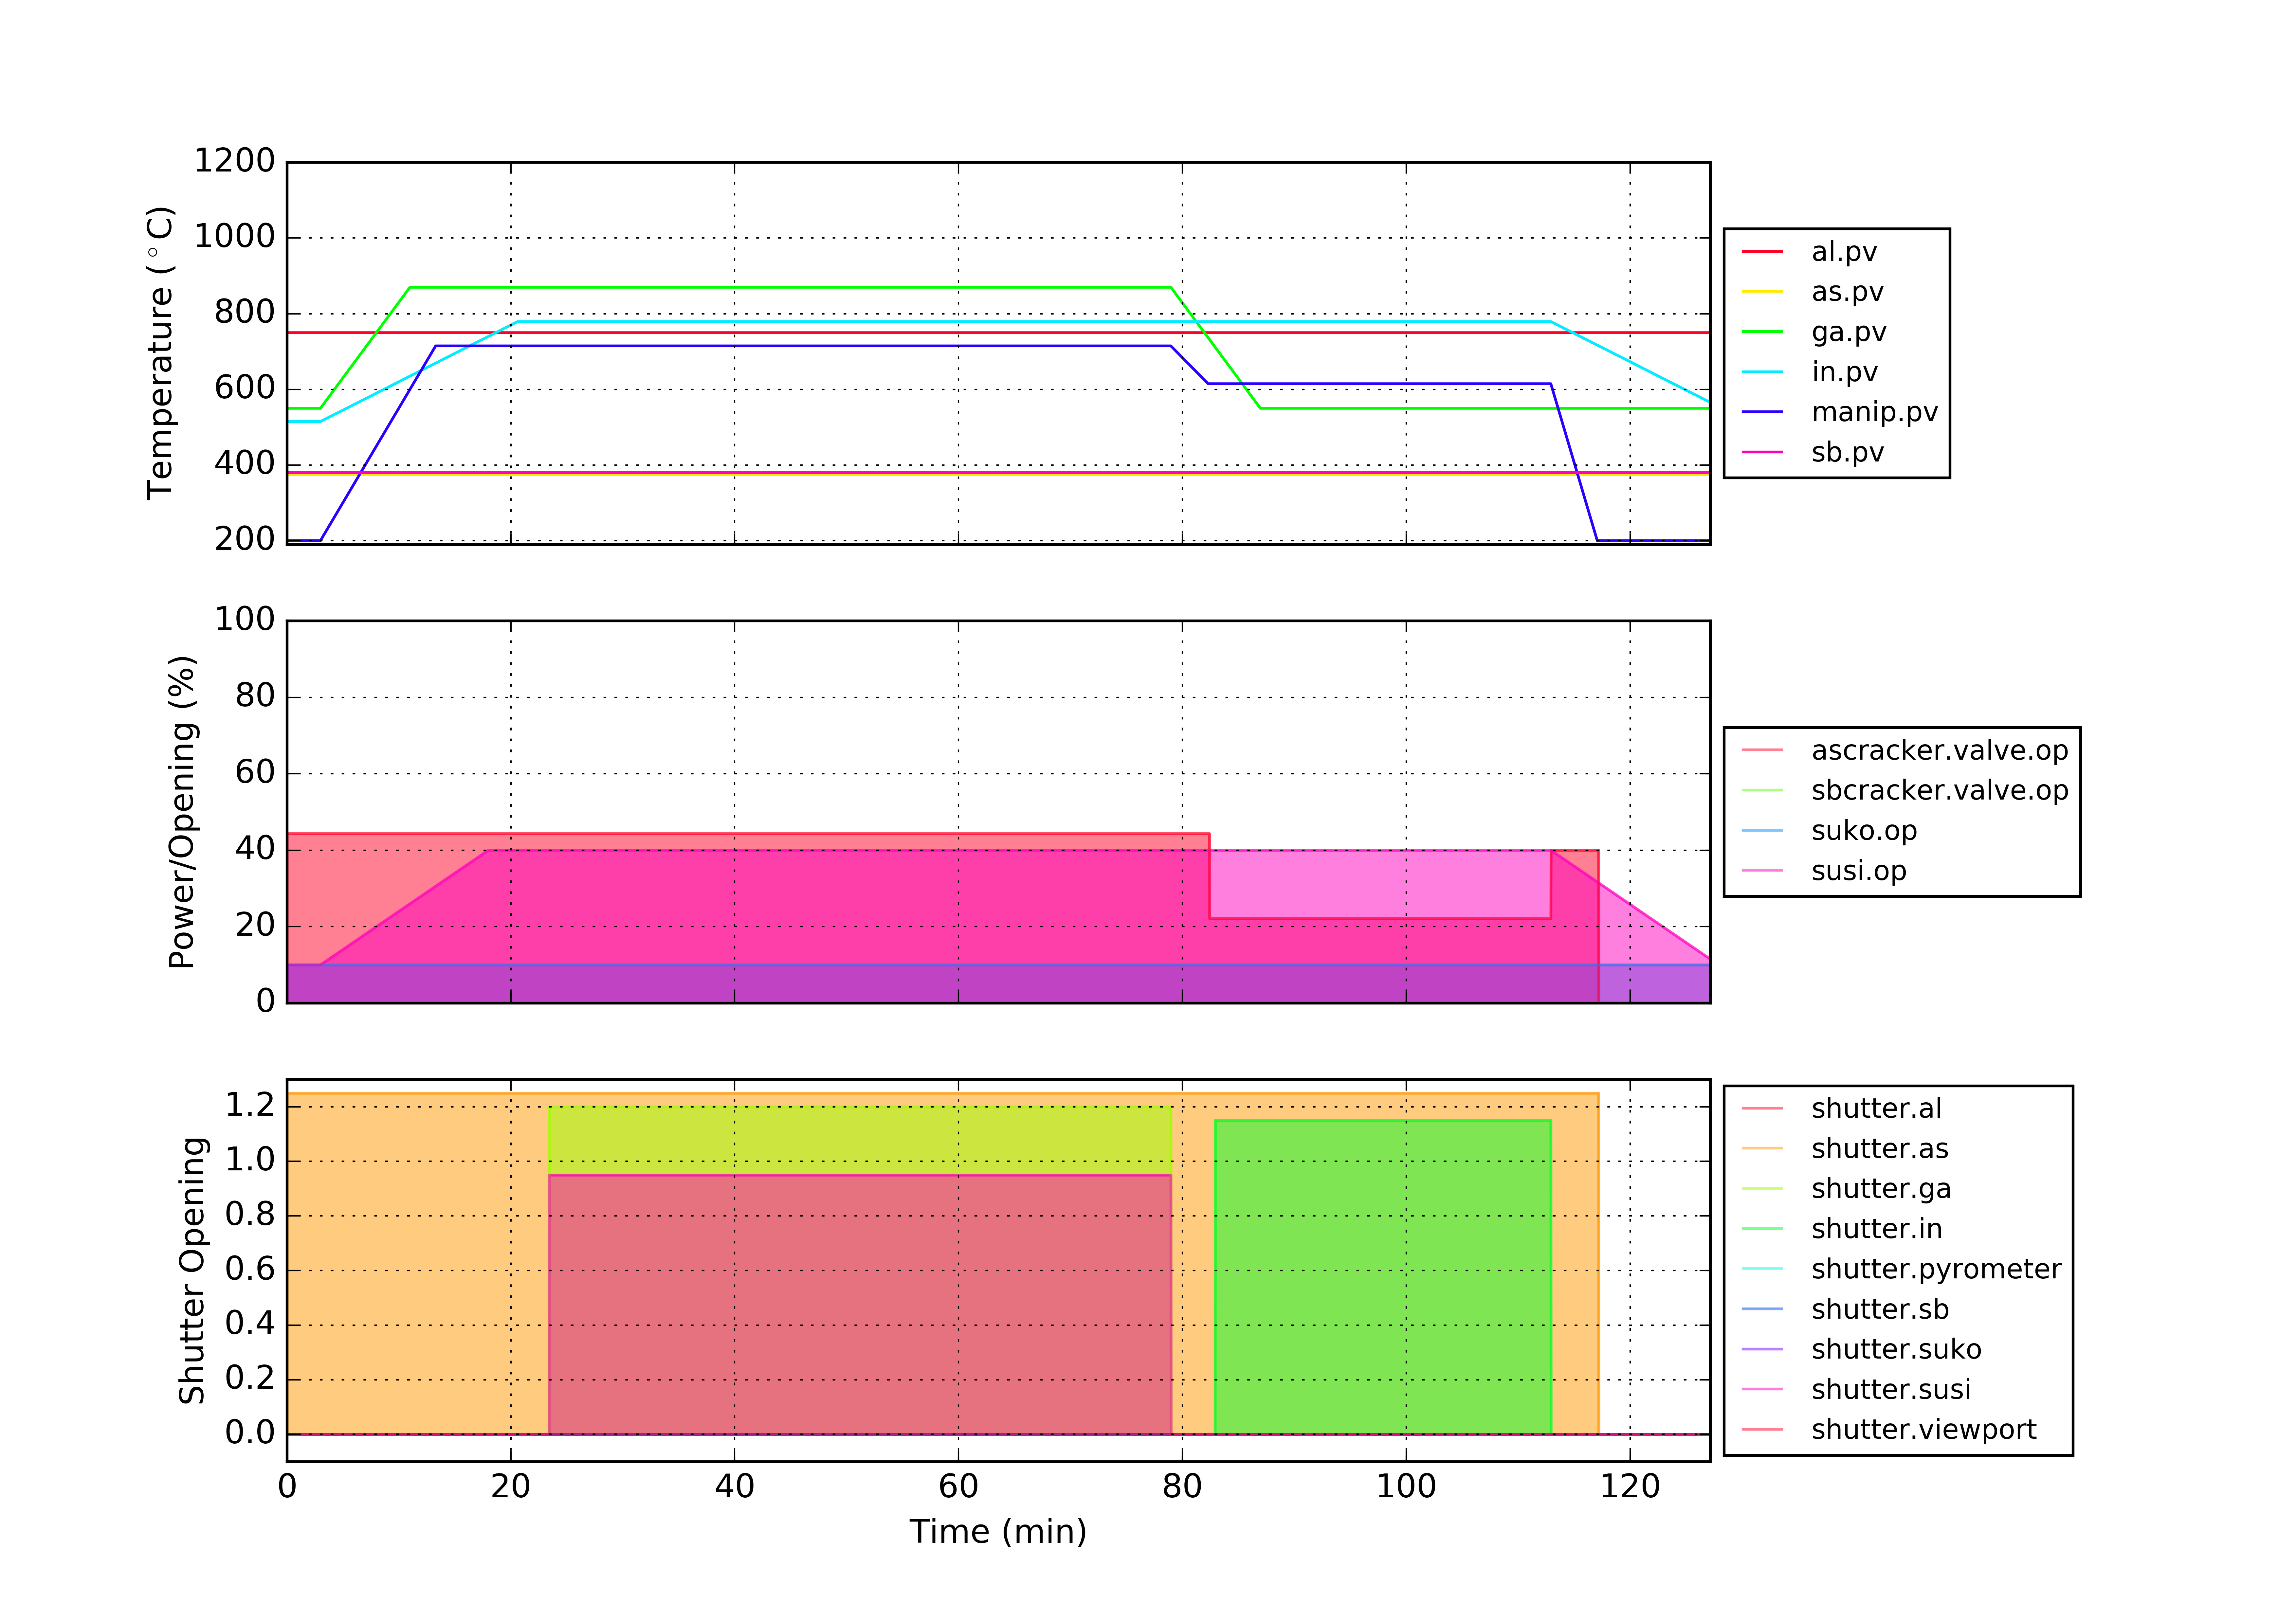 1200
1000
800
600
400
200
Temperature (°C)
al.pv
as.pv
ga.pv
in.pv
manip.pv
sb.pv
100
80
60
40
20
0
Power/Opening (%)
ascracker.valve.op
sbcracker.valve.op
suko.op
susi.op
1.2
1.0
0.8
0.6
0.4
0.2
0.0
Shutter Opening
0 20 40 60 80 100 120
Time (min)
shutter.al
shutter.as
shutter.ga
shutter.in
shutter.pyrometer
shutter.sb
shutter.suko
shutter.susi
shutter.viewport